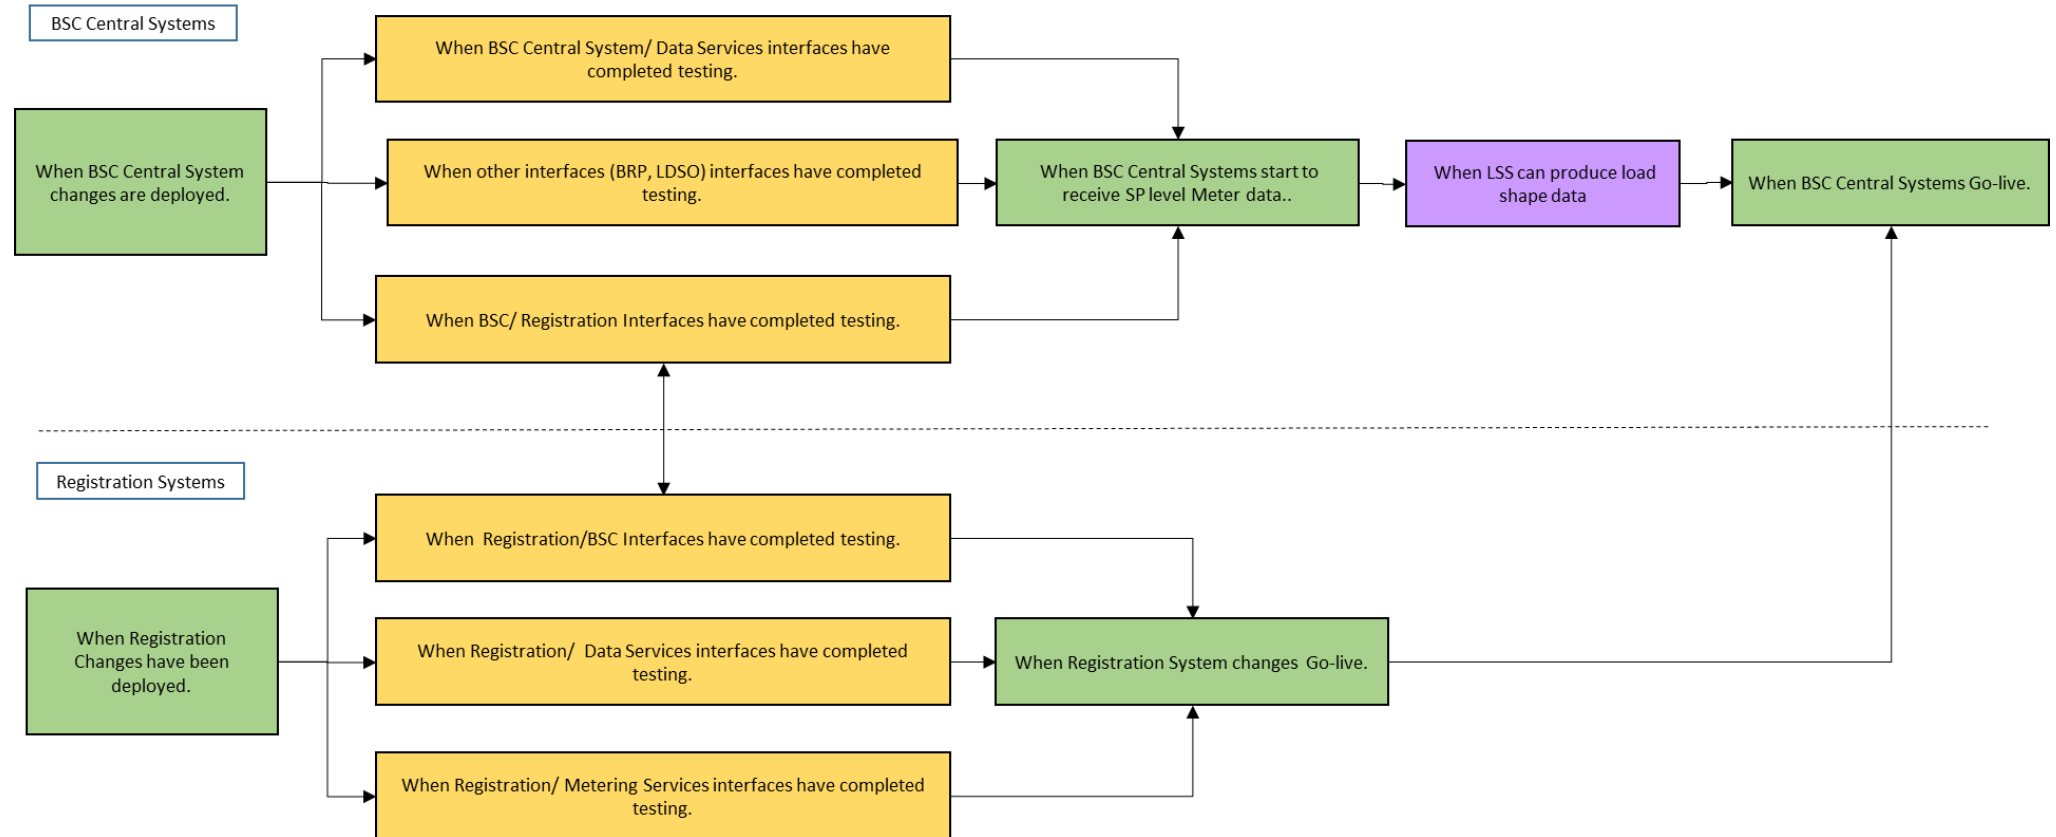 BSC Central Systems
When BSC Central System/ Data Services interfaces have
completed testing.
When BSC Central System
changes are deployed.
When other interfaces (BRP, LDSO) interfaces have completed
testing.
When BSC Central Systems start to
receive SP level Meter data..
When LSS can produce load
shape data
When BSC Central Systems Go-live.
When BSC/ Registration Interfaces have completed testing.
Registration Systems
When Registration/BSC Interfaces have completed testing.
When Registration
Changes have been
deployed.
When Registration/ Data Services interfaces have completed
testing.
When Registration System changes Go-live.
When Registration/ Metering Services interfaces have completed
testing.